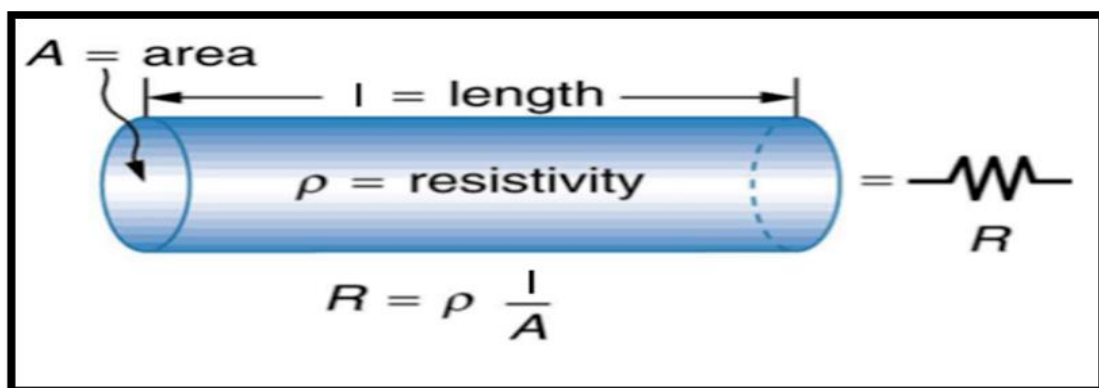 A = area
l = length
ρ = resistivity
=
R
R = ρ l/A